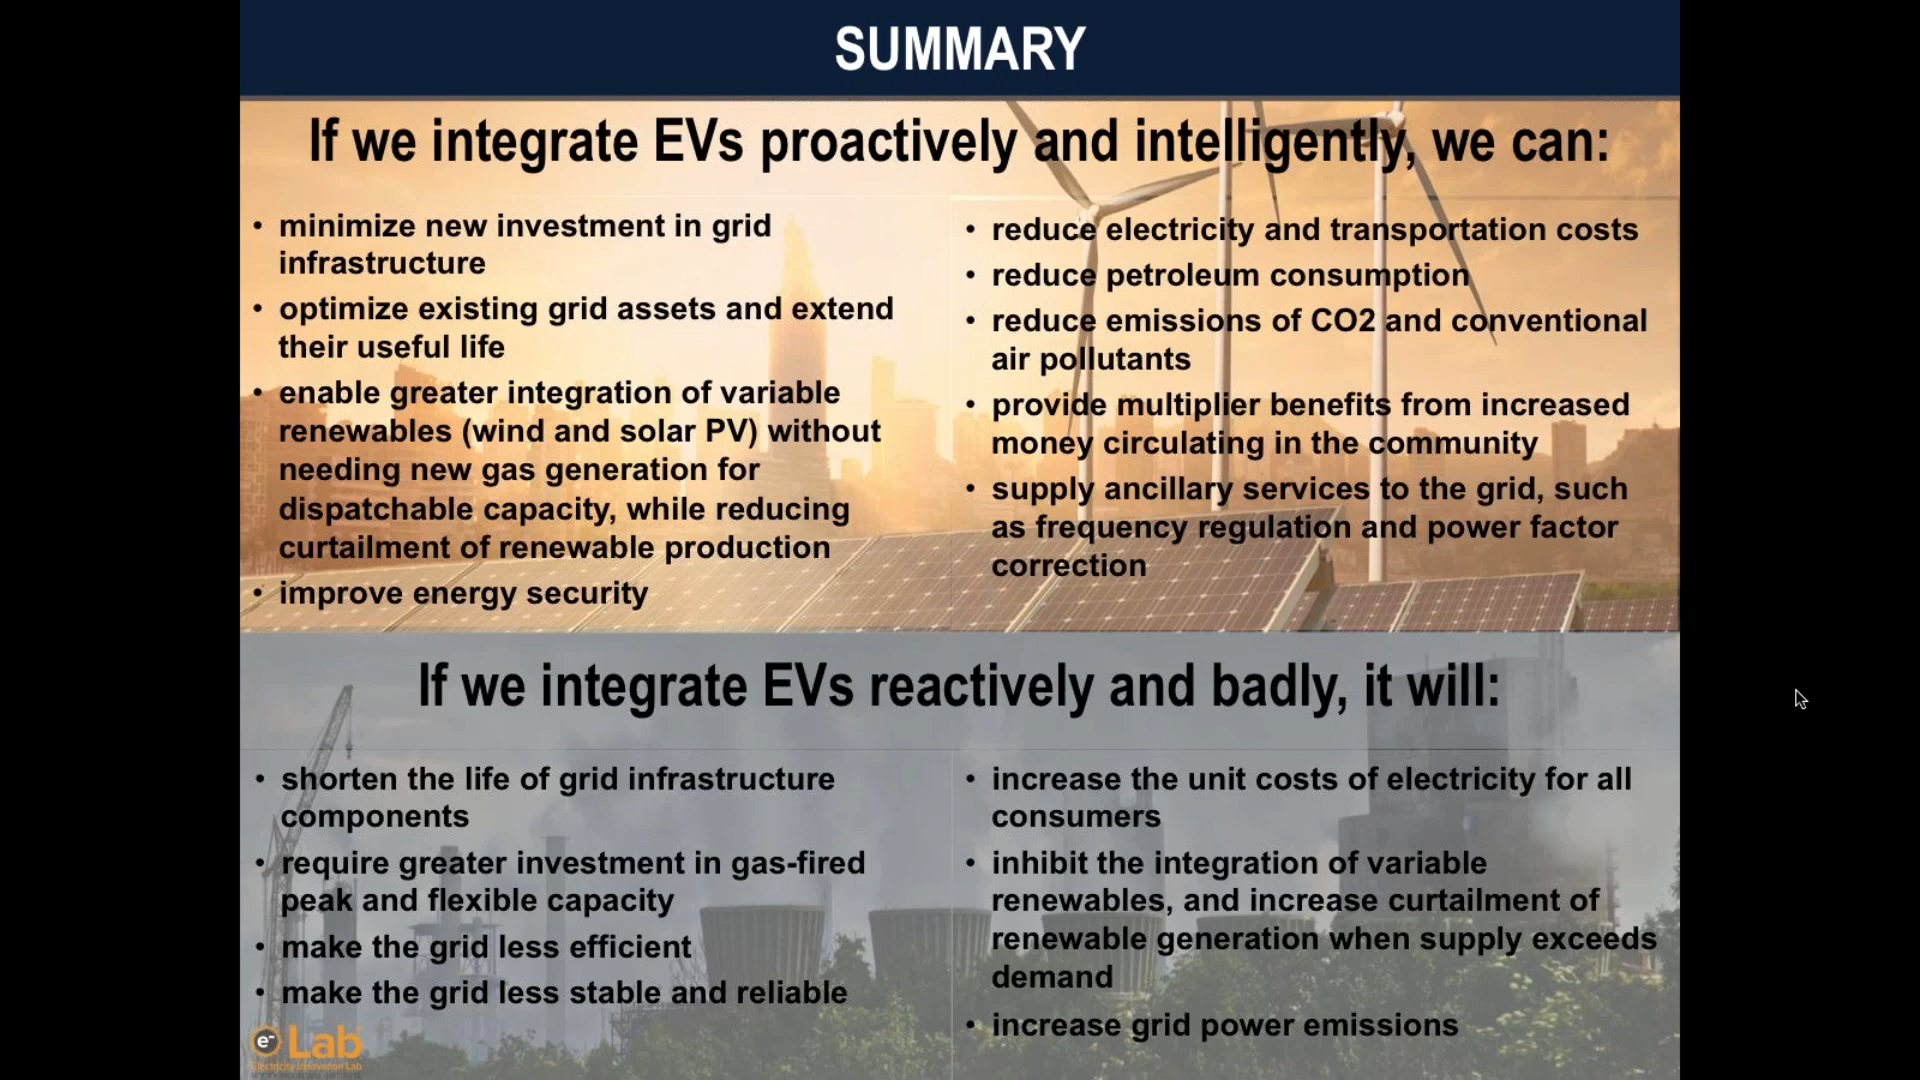 SUMMARY
If we integrate EVs proactively and intelligently, we can:
• minimize new investment in grid
infrastructure
• optimize existing grid assets and extend
their useful life
• enable greater integration of variable
renewables (wind and solar PV) without
needing new gas generation for
dispatchable capacity, while reducing
curtailment of renewable production
• improve energy security
• reduce electricity and transportation costs
• reduce petroleum consumption
• reduce emissions of CO2 and conventional
air pollutants
• provide multiplier benefits from increased
money circulating in the community
• supply ancillary services to the grid, such
as frequency regulation and power factor
correction
If we integrate EVs reactively and badly, it will:
• shorten the life of grid infrastructure
components
• require greater investment in gas-fired
peak and flexible capacity
• make the grid less efficient
• make the grid less stable and reliable
• increase the unit costs of electricity for all
consumers
• inhibit the integration of variable
renewables, and increase curtailment of
renewable generation when supply exceeds
demand
• increase grid power emissions
e- Lab
Electricity Innovation Lab